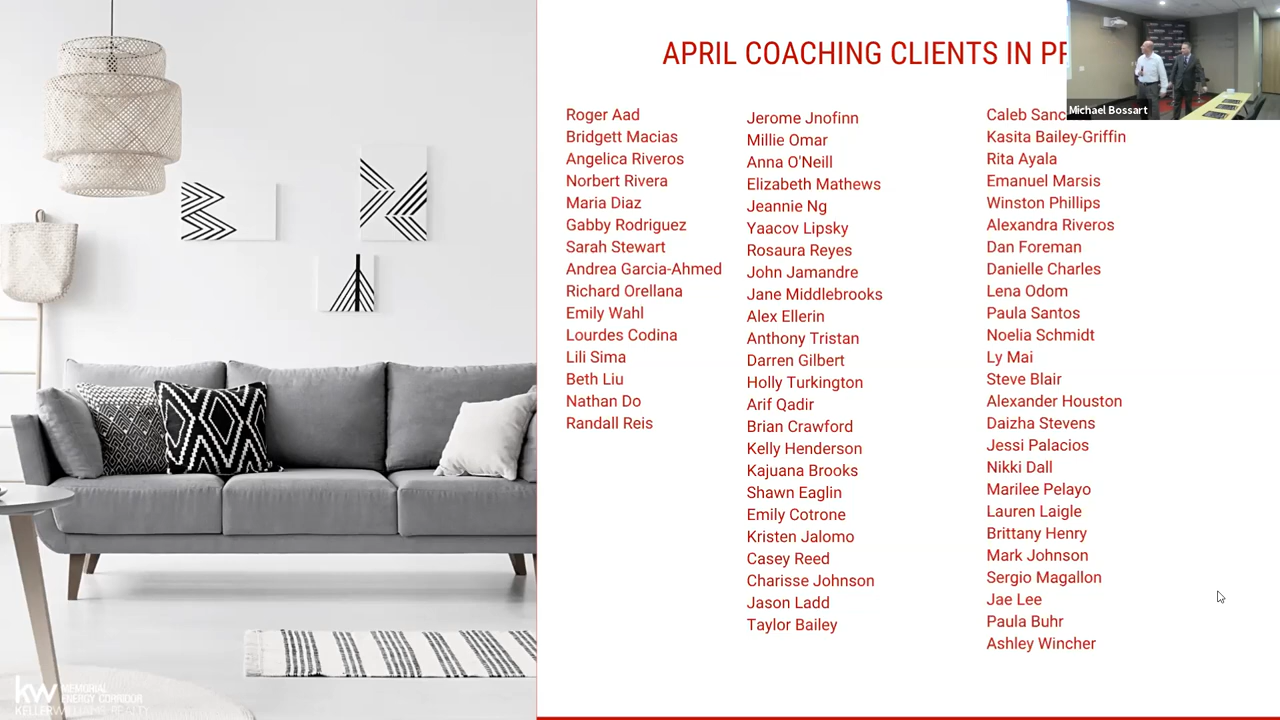 APRIL COACHING CLIENTS IN
Michael Bossart
Roger Aad
Bridgett Macias
Angelica Riveros
Norbert Rivera
Maria Diaz
Gabby Rodriguez
Sarah Stewart
Andrea Garcia-Ahmed
Richard Orellana
Emily Wahl
Lourdes Codina
Lili Sima
Beth Liu
Nathan Do
Randall Reis
Jerome Jnofinn
Millie Omar
Anna O'Neill
Elizabeth Mathews
Jeannie Ng
Yaacov Lipsky
Rosaura Reyes
John Jamandre
Jane Middlebrooks
Alex Ellerin
Anthony Tristan
Darren Gilbert
Holly Turkington
Arif Qadir
Brian Crawford
Kelly Henderson
Kajuana Brooks
Shawn Eaglin
Emily Cotrone
Kristen Jalomo
Casey Reed
Charisse Johnson
Jason Ladd
Taylor Bailey
Caleb
Kasita Bailey-Griffin
Rita Ayala
Emanuel Marsis
Winston Phillips
Alexandra Riveros
Dan Foreman
Danielle Charles
Lena Odom
Paula Santos
Noelia Schmidt
Ly Mai
Steve Blair
Alexander Houston
Daizha Stevens
Jessi Palacios
Nikki Dall
Marilee Pelayo
Lauren Laigle
Brittany Henry
Mark Johnson
Sergio Magallon
Jae Lee
Paula Buhr
Ashley Wincher
kw MEMORIAL
ENERGY CORRIDOR
KELLERWILLIAMS. REALTY